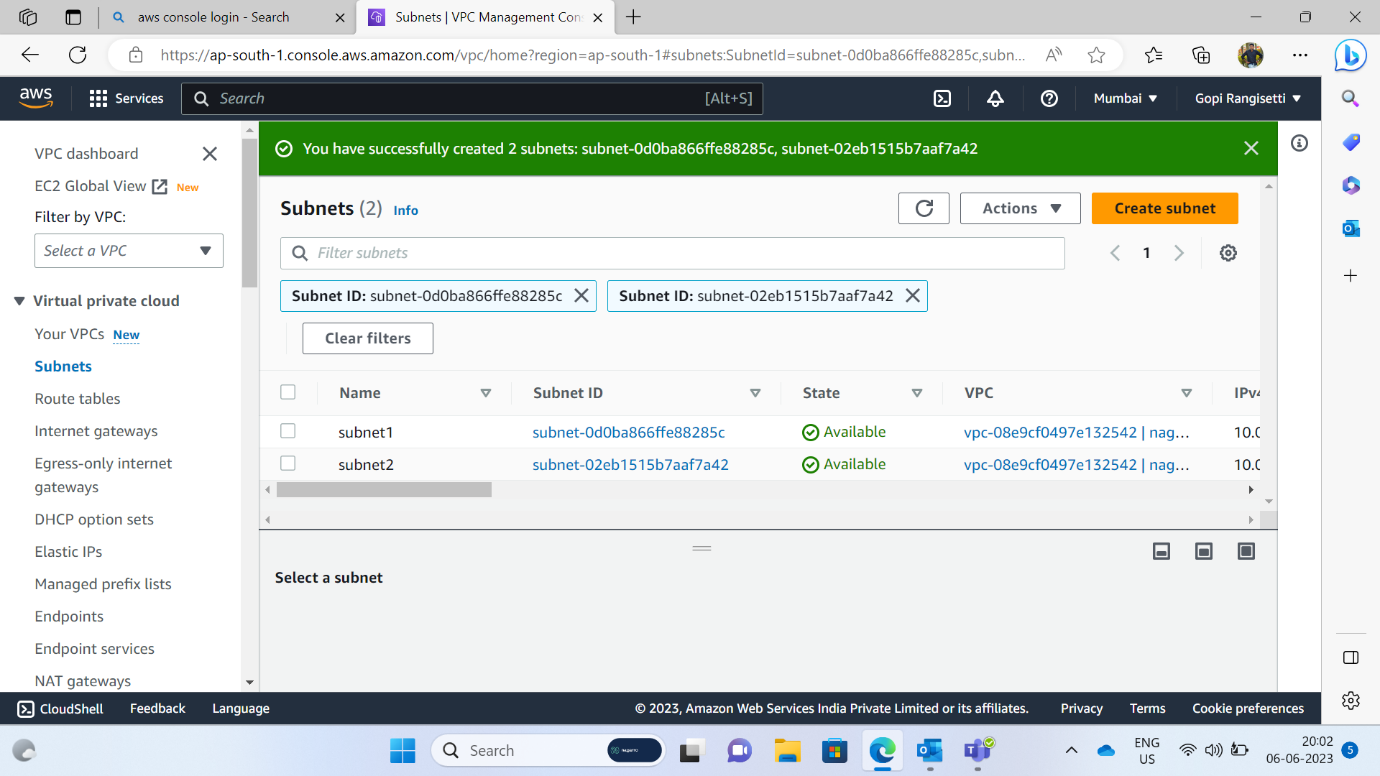 aws console login - Search
Subnets | VPC Management Con
https://ap-south-1.console.aws.amazon.com/vpc/home?region=ap-south-1#subnets:SubnetId=subnet-0d0ba866ffe88285c,subn...
aws
Services
Search
[Alt+S]
Mumbai
Gopi Rangisetti
VPC dashboard
EC2 Global View New
Filter by VPC:
Select a VPC
Virtual private cloud
Your VPCs New
Subnets
Route tables
Internet gateways
Egress-only internet
gateways
DHCP option sets
Elastic IPs
Managed prefix lists
Endpoints
Endpoint services
NAT gateways
You have successfully created 2 subnets: subnet-0d0ba866ffe88285c, subnet-02eb1515b7aaf7a42
Subnets (2) Info
Actions
Create subnet
Filter subnets
1
Subnet ID: subnet-0d0ba866ffe88285c
Subnet ID: subnet-02eb1515b7aaf7a42
Clear filters
Name Subnet ID State VPC IPv4
subnet1 subnet-0d0ba866ffe88285c Available vpc-08e9cf0497e132542 | nag... 10.0
subnet2 subnet-02eb1515b7aaf7a42 Available vpc-08e9cf0497e132542 | nag... 10.0
Select a subnet
CloudShell
Feedback
Language
© 2023, Amazon Web Services India Private Limited or its affiliates.
Privacy
Terms
Cookie preferences
Search
ENG
US
20:02
06-06-2023
5